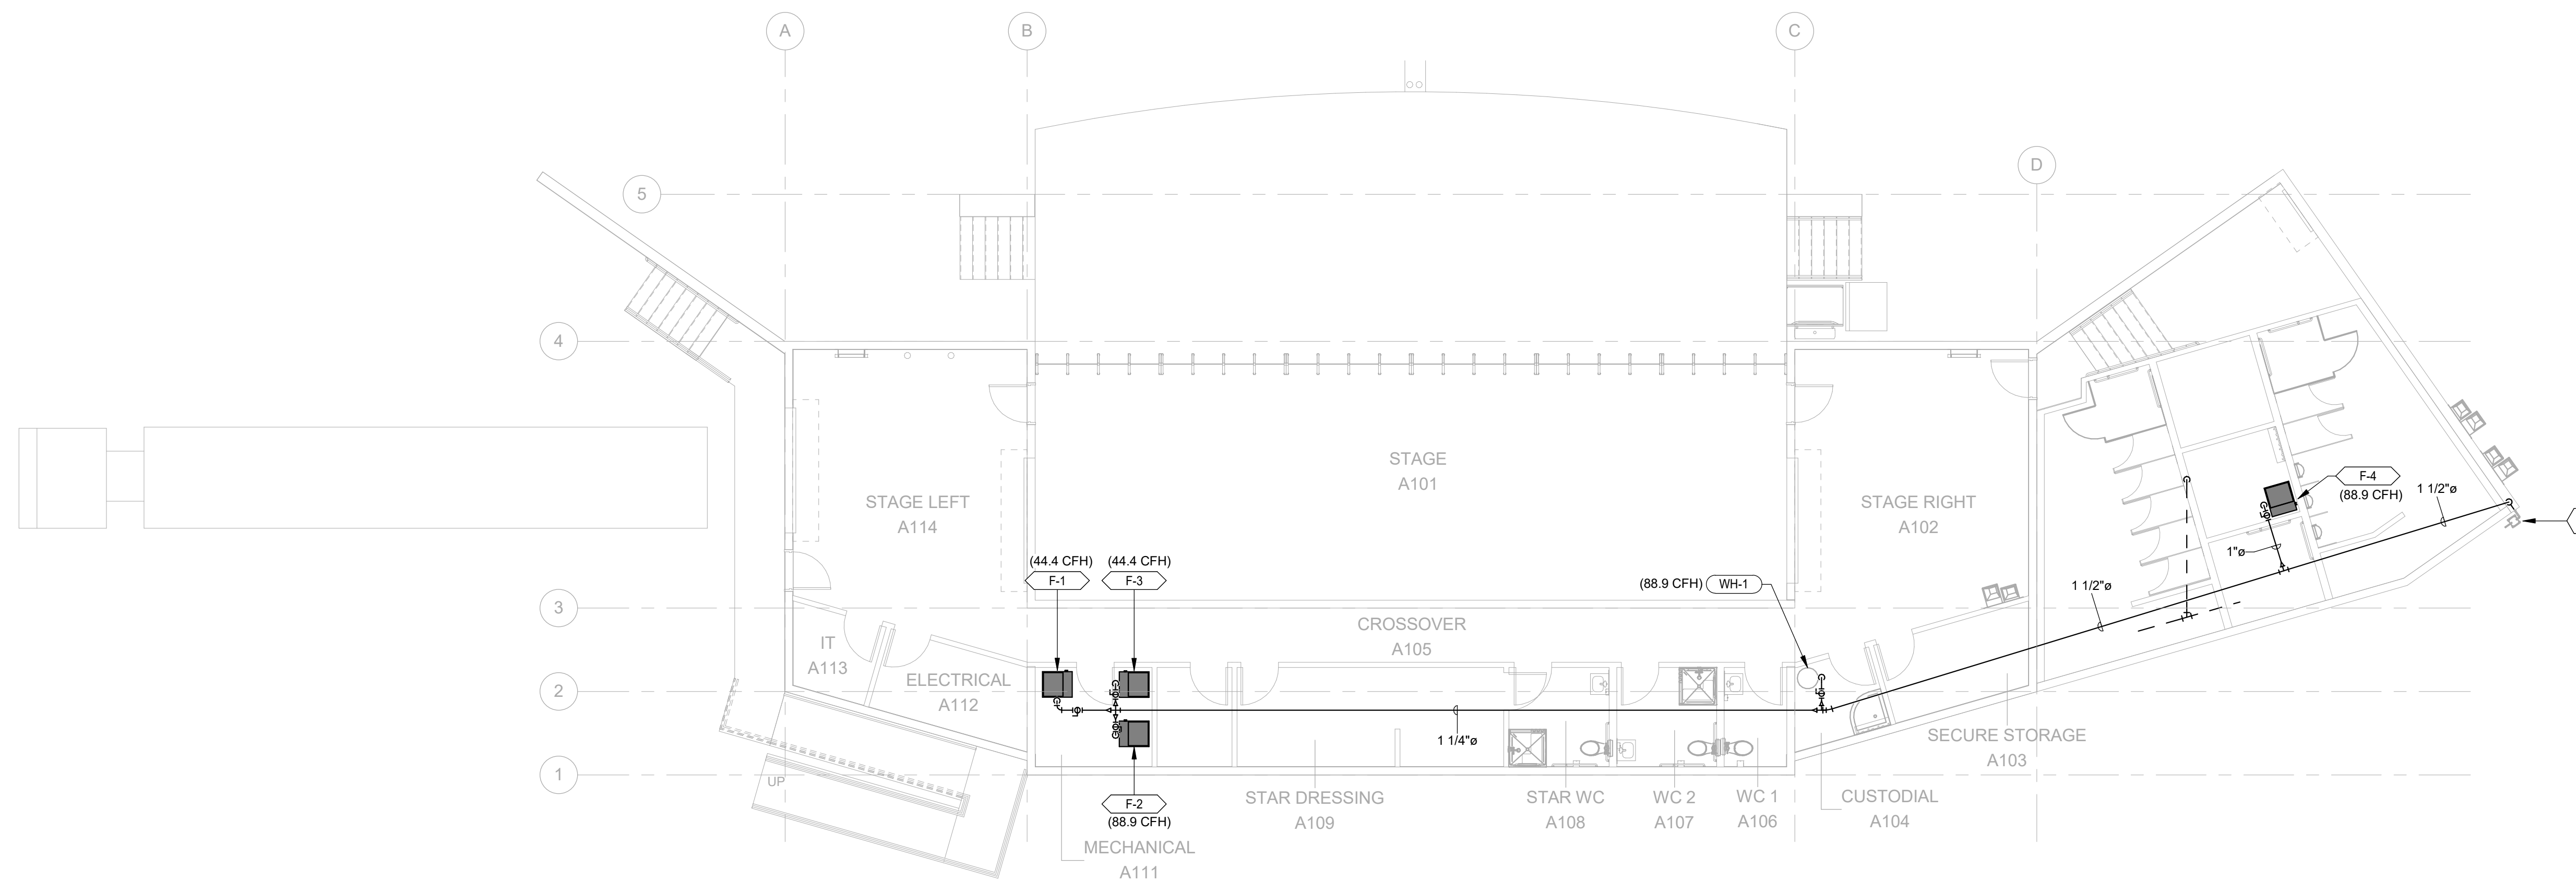 A
B
C
D
5
4
3
2
1
STAGE
A101
STAGE LEFT
A114
STAGE RIGHT
A102
F-4
(88.9 CFH)
1 1/2"ø
1"ø
1 1/2"ø
(44.4 CFH)
F-1
(44.4 CFH)
F-3
(88.9 CFH) WH-1
CROSSOVER
A105
IT
A113
ELECTRICAL
A112
1 1/4"ø
UP
F-2
(88.9 CFH)
MECHANICAL
A111
STAR DRESSING
A109
STAR WC
A108
WC 2
A107
WC 1
A106
CUSTODIAL
A104
SECURE STORAGE
A103